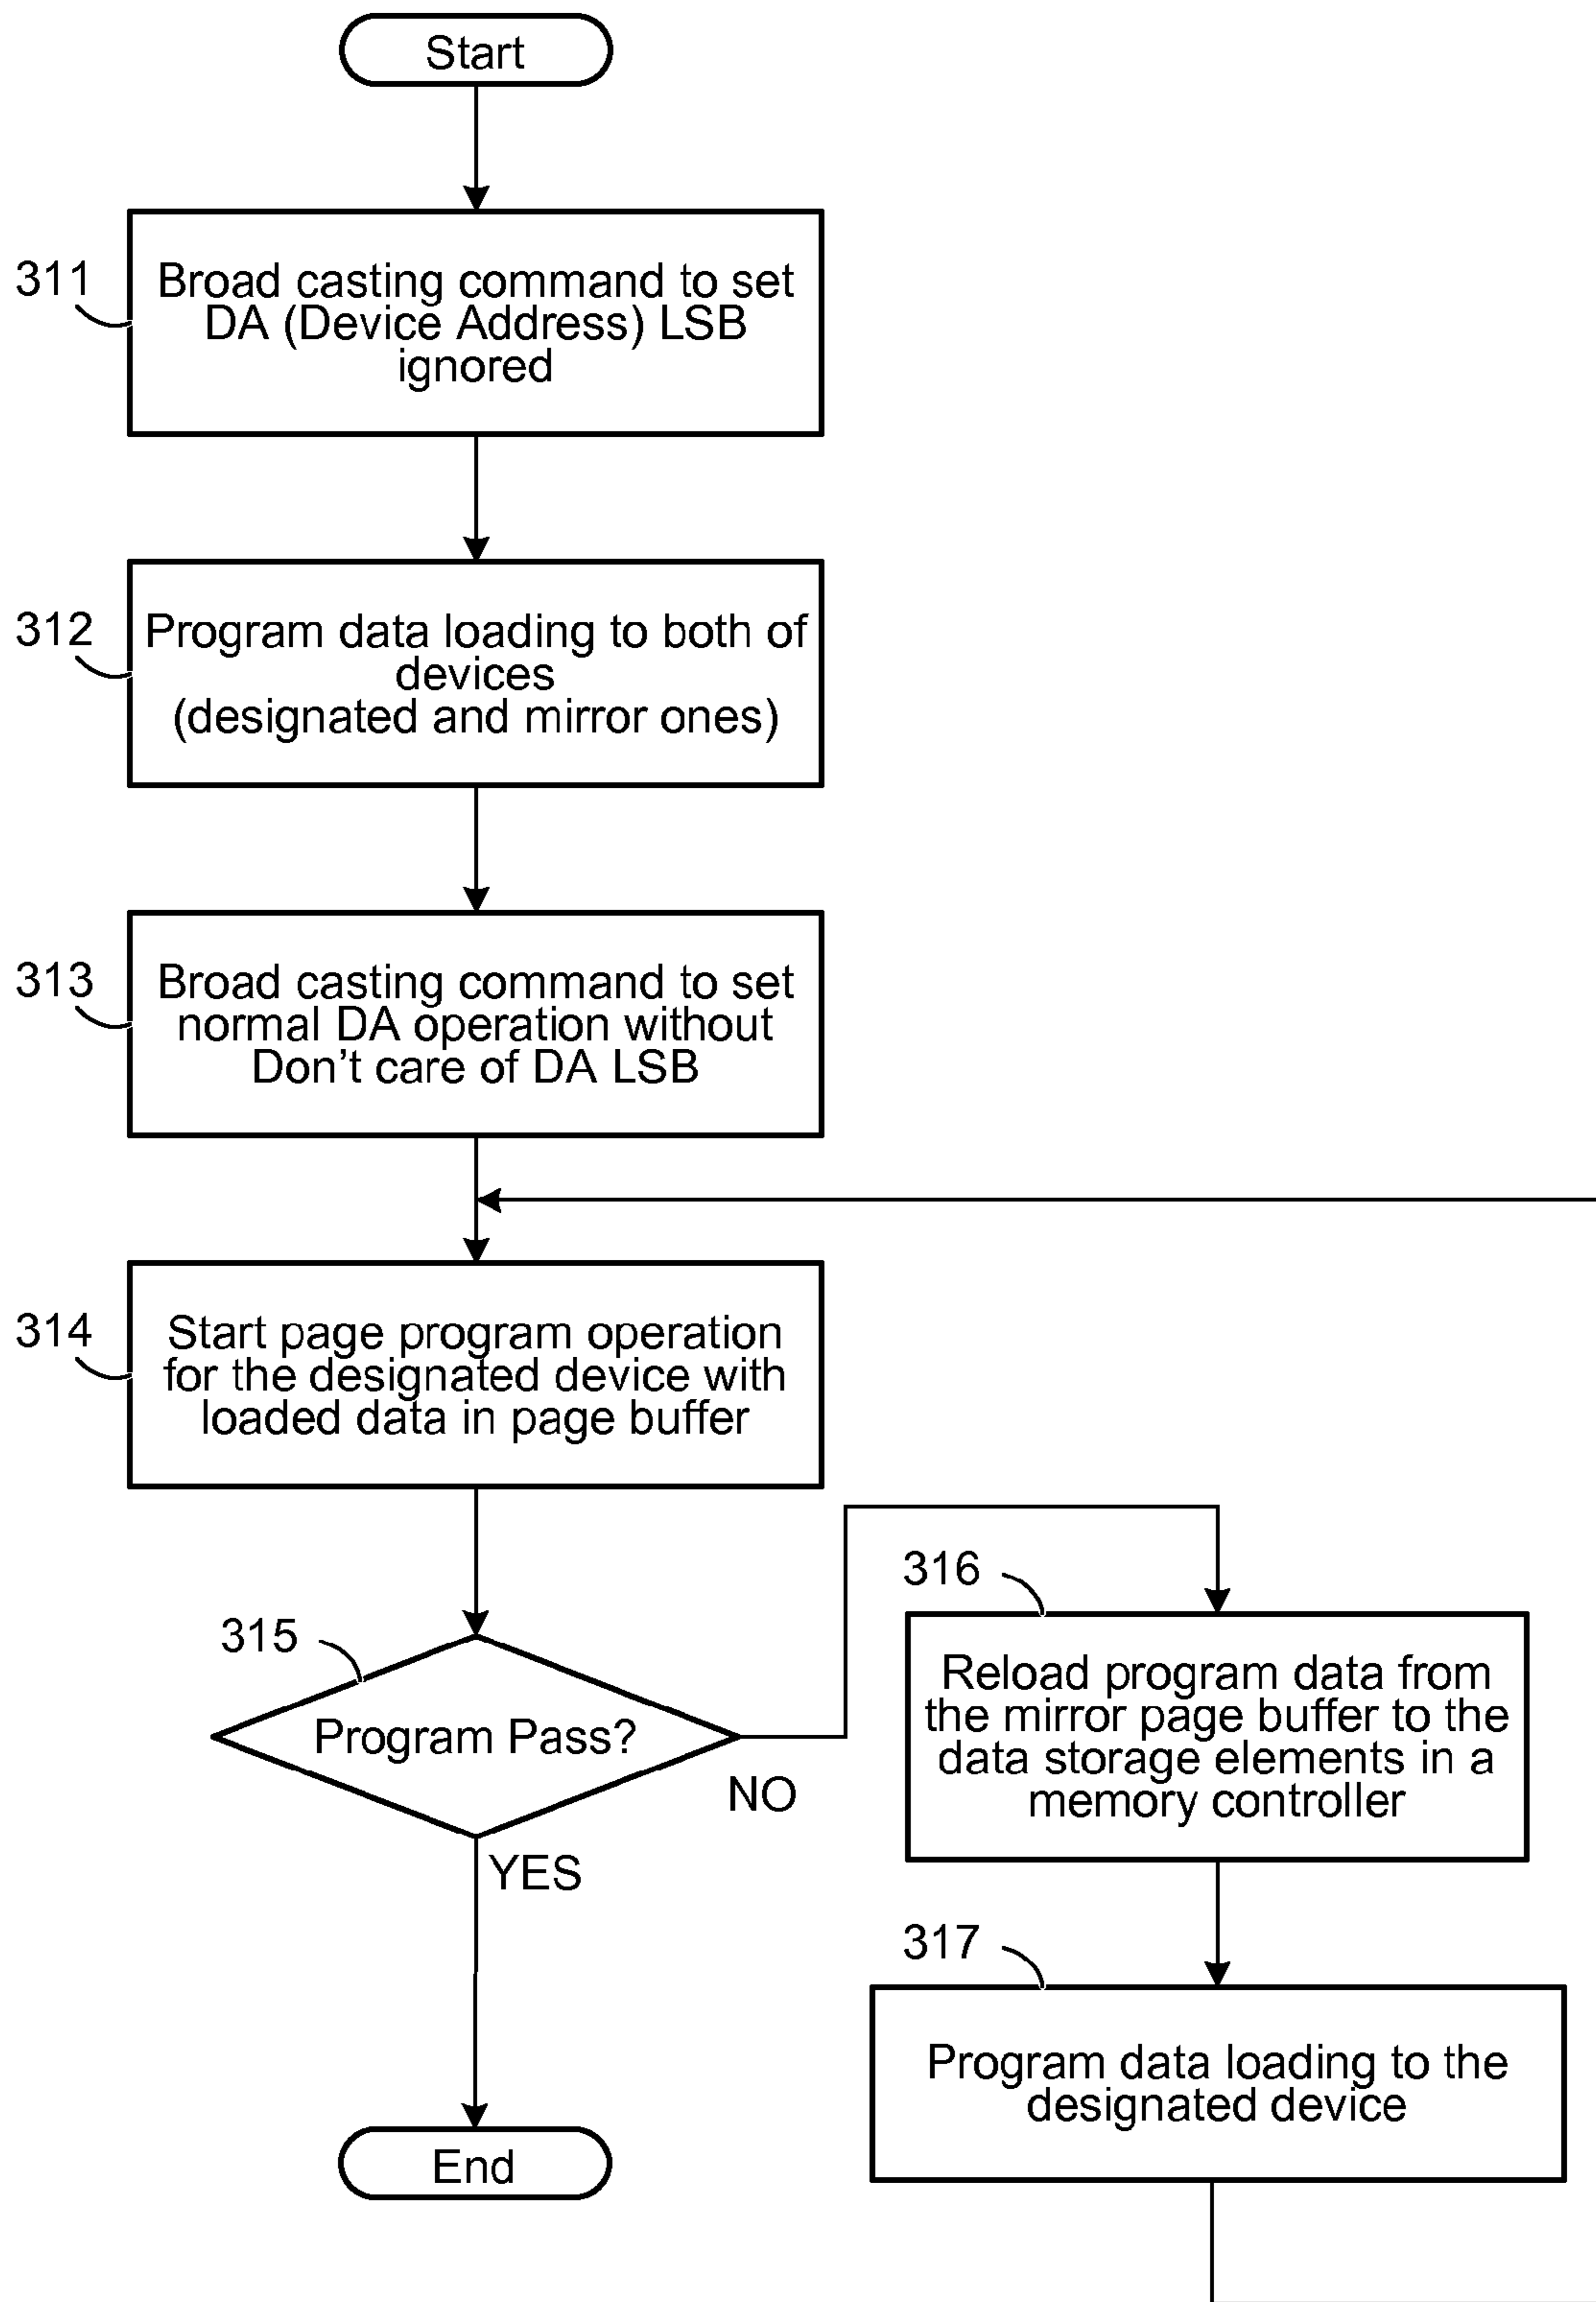 Start
311
Broad casting command to set
DA (Device Address) LSB
ignored
312
Program data loading to both of
devices
(designated and mirror ones)
313
Broad casting command to set
normal DA operation without
Don't care of DA LSB
314
Start page program operation
for the designated device with
loaded data in page buffer
315
Program Pass?
NO
YES
316
Reload program data from
the mirror page buffer to the
data storage elements in a
memory controller
317
Program data loading to the
designated device
End